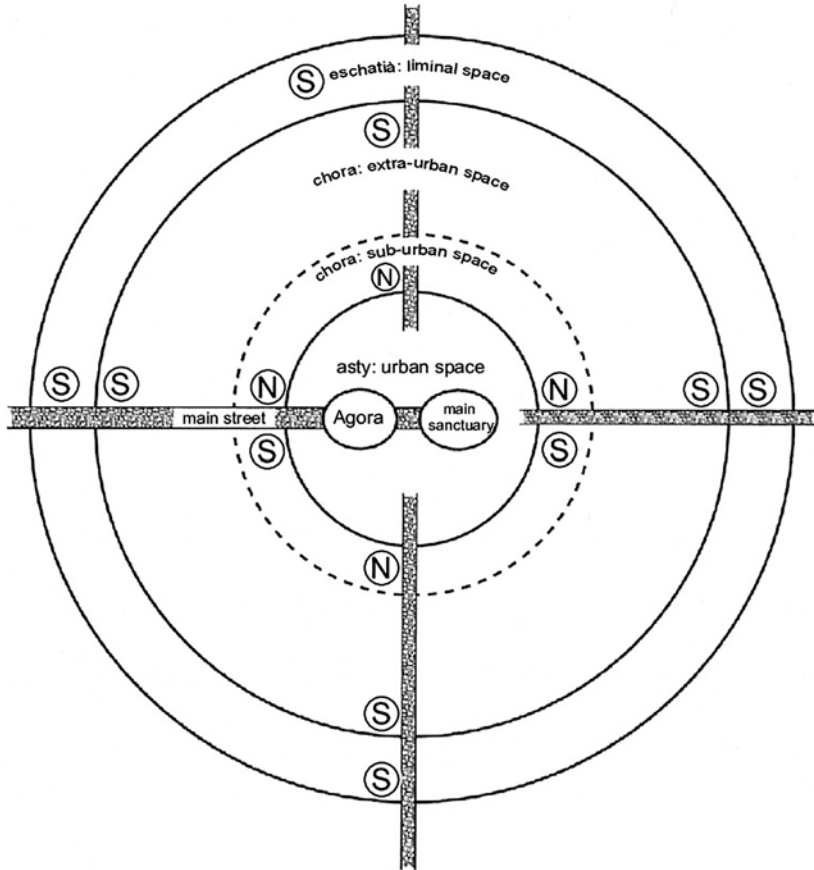 S eschatià: liminal space
S
chora: extra-urban space
chora: sub-urban space
N
asty: urban space
S S N N S S
main street Agora main
sanctuary
S S
N
S
S